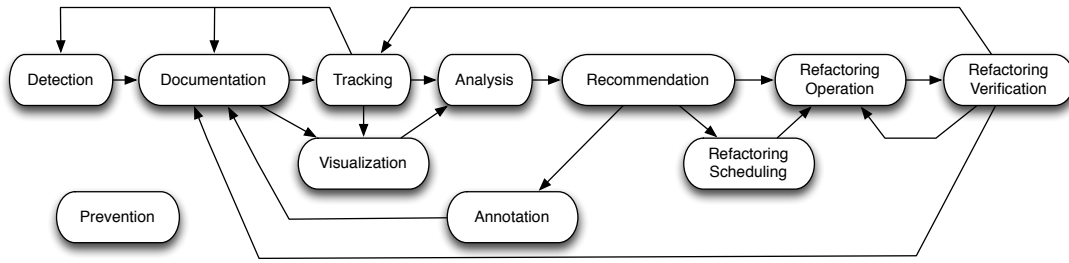 Detection
Documentation
Tracking
Analysis
Recommendation
Refactoring
Operation
Refactoring
Verification
Visualization
Refactoring
Scheduling
Prevention
Annotation